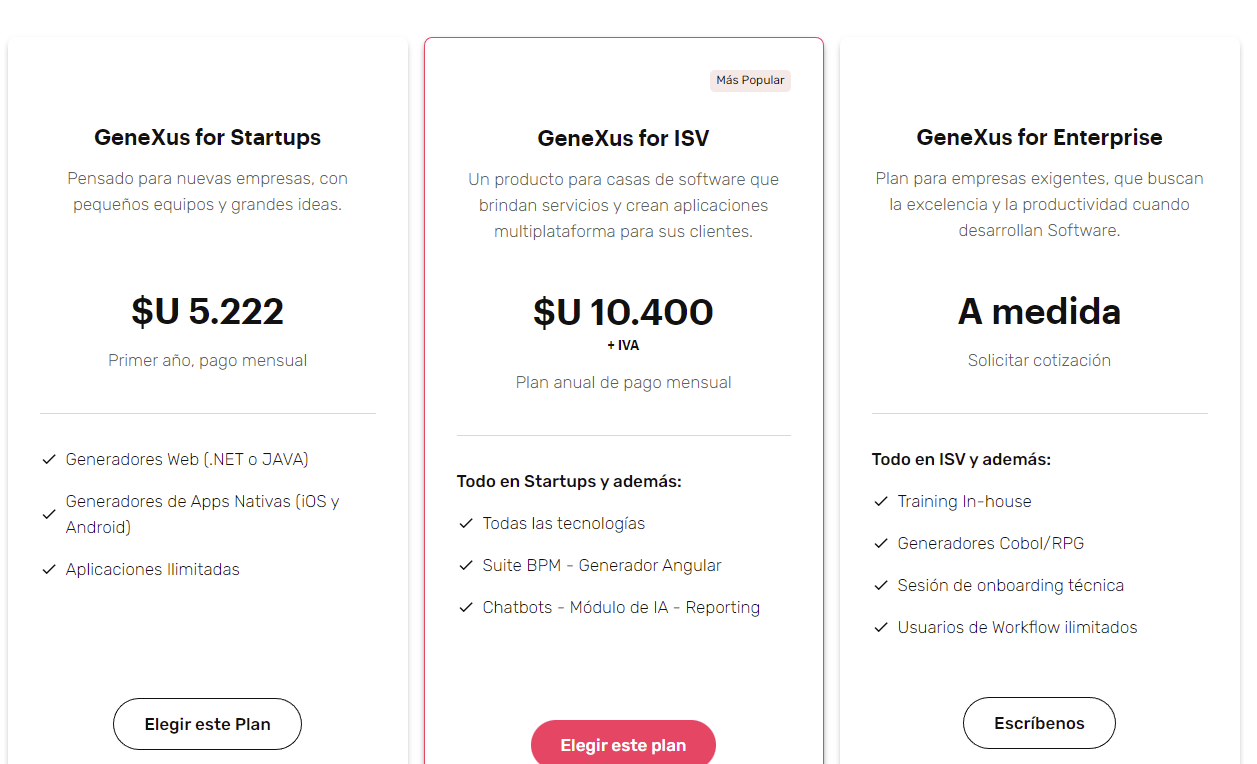 GeneXus for Startups
Pensado para nuevas empresas, con
pequeños equipos y grandes ideas.
$U 5.222
Primer año, pago mensual
Generadores Web (.NET o JAVA)
Generadores de Apps Nativas (iOS y
Android)
Aplicaciones Ilimitadas
Elegir este Plan
Más Popular
GeneXus for ISV
Un producto para casas de software que
brindan servicios y crean aplicaciones
multiplataforma para sus clientes.
$U 10.400
+ IVA
Plan anual de pago mensual
Todo en Startups y además:
Todas las tecnologías
Suite BPM - Generador Angular
Chatbots - Módulo de IA - Reporting
Elegir este plan
GeneXus for Enterprise
Plan para empresas exigentes, que buscan
la excelencia y la productividad cuando
desarrollan Software.
A medida
Solicitar cotización
Todo en ISV y además:
Training In-house
Generadores Cobol/RPG
Sesión de onboarding técnica
Usuarios de Workflow ilimitados
Escríbenos